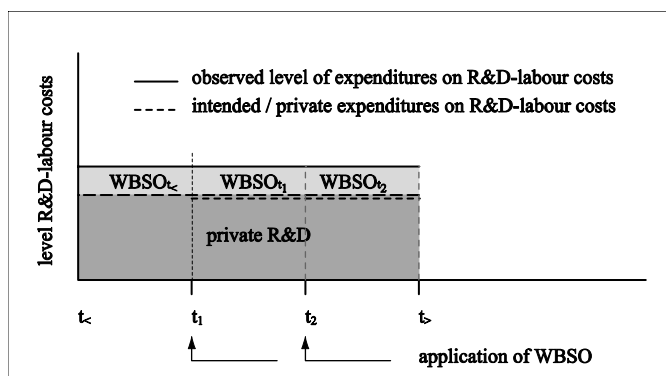 observed level of expenditures on R&D-labour costs
intended / private expenditures on R&D-labour costs
level R&D-labour costs
WBSOt< WBSOt1 WBSOt2
private R&D
t< t1 t2 t>
application of WBSO